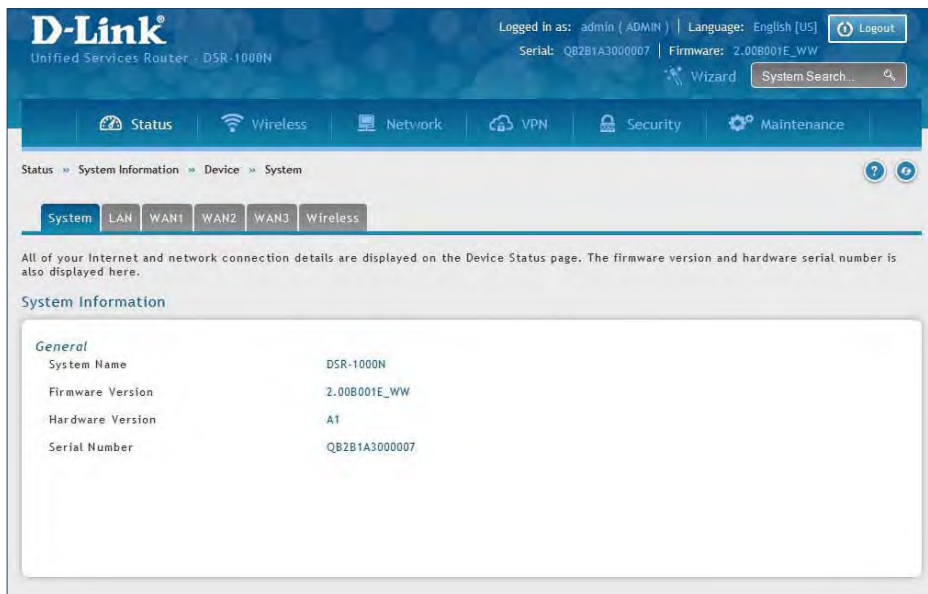 D-Link
Unified Services Router - DSR-1000N
Logged in as: admin ( ADMIN ) | Language: English [US]
Logout
Serial: QB2B1A3000007 | Firmware: 2.00B001E_WW
Wizard
System Search...
Status
Wireless
Network
VPN
Security
Maintenance
Status » System Information » Device » System
?
System
LAN
WAN1
WAN2
WAN3
Wireless
All of your Internet and network connection details are displayed on the Device Status page. The firmware version and hardware serial number is
also displayed here.
System Information
General
System Name DSR-1000N
Firmware Version 2.00B001E_WW
Hardware Version A1
Serial Number QB2B1A3000007